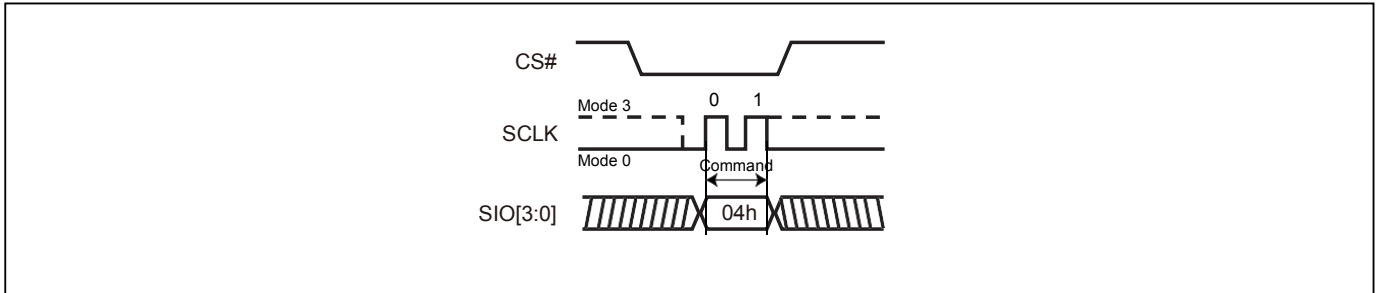 CS#
Mode 3
0 1
SCLK
Mode 0
Command
SIO[3:0]
04h